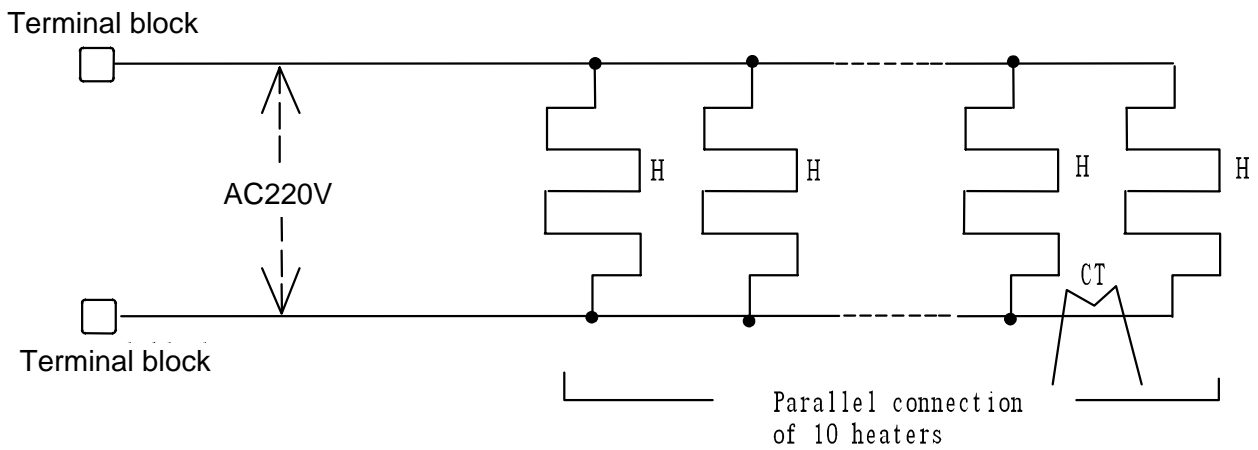 Terminal block
AC220V
H
H
H
H
CT
Terminal block
Parallel connection
of 10 heaters